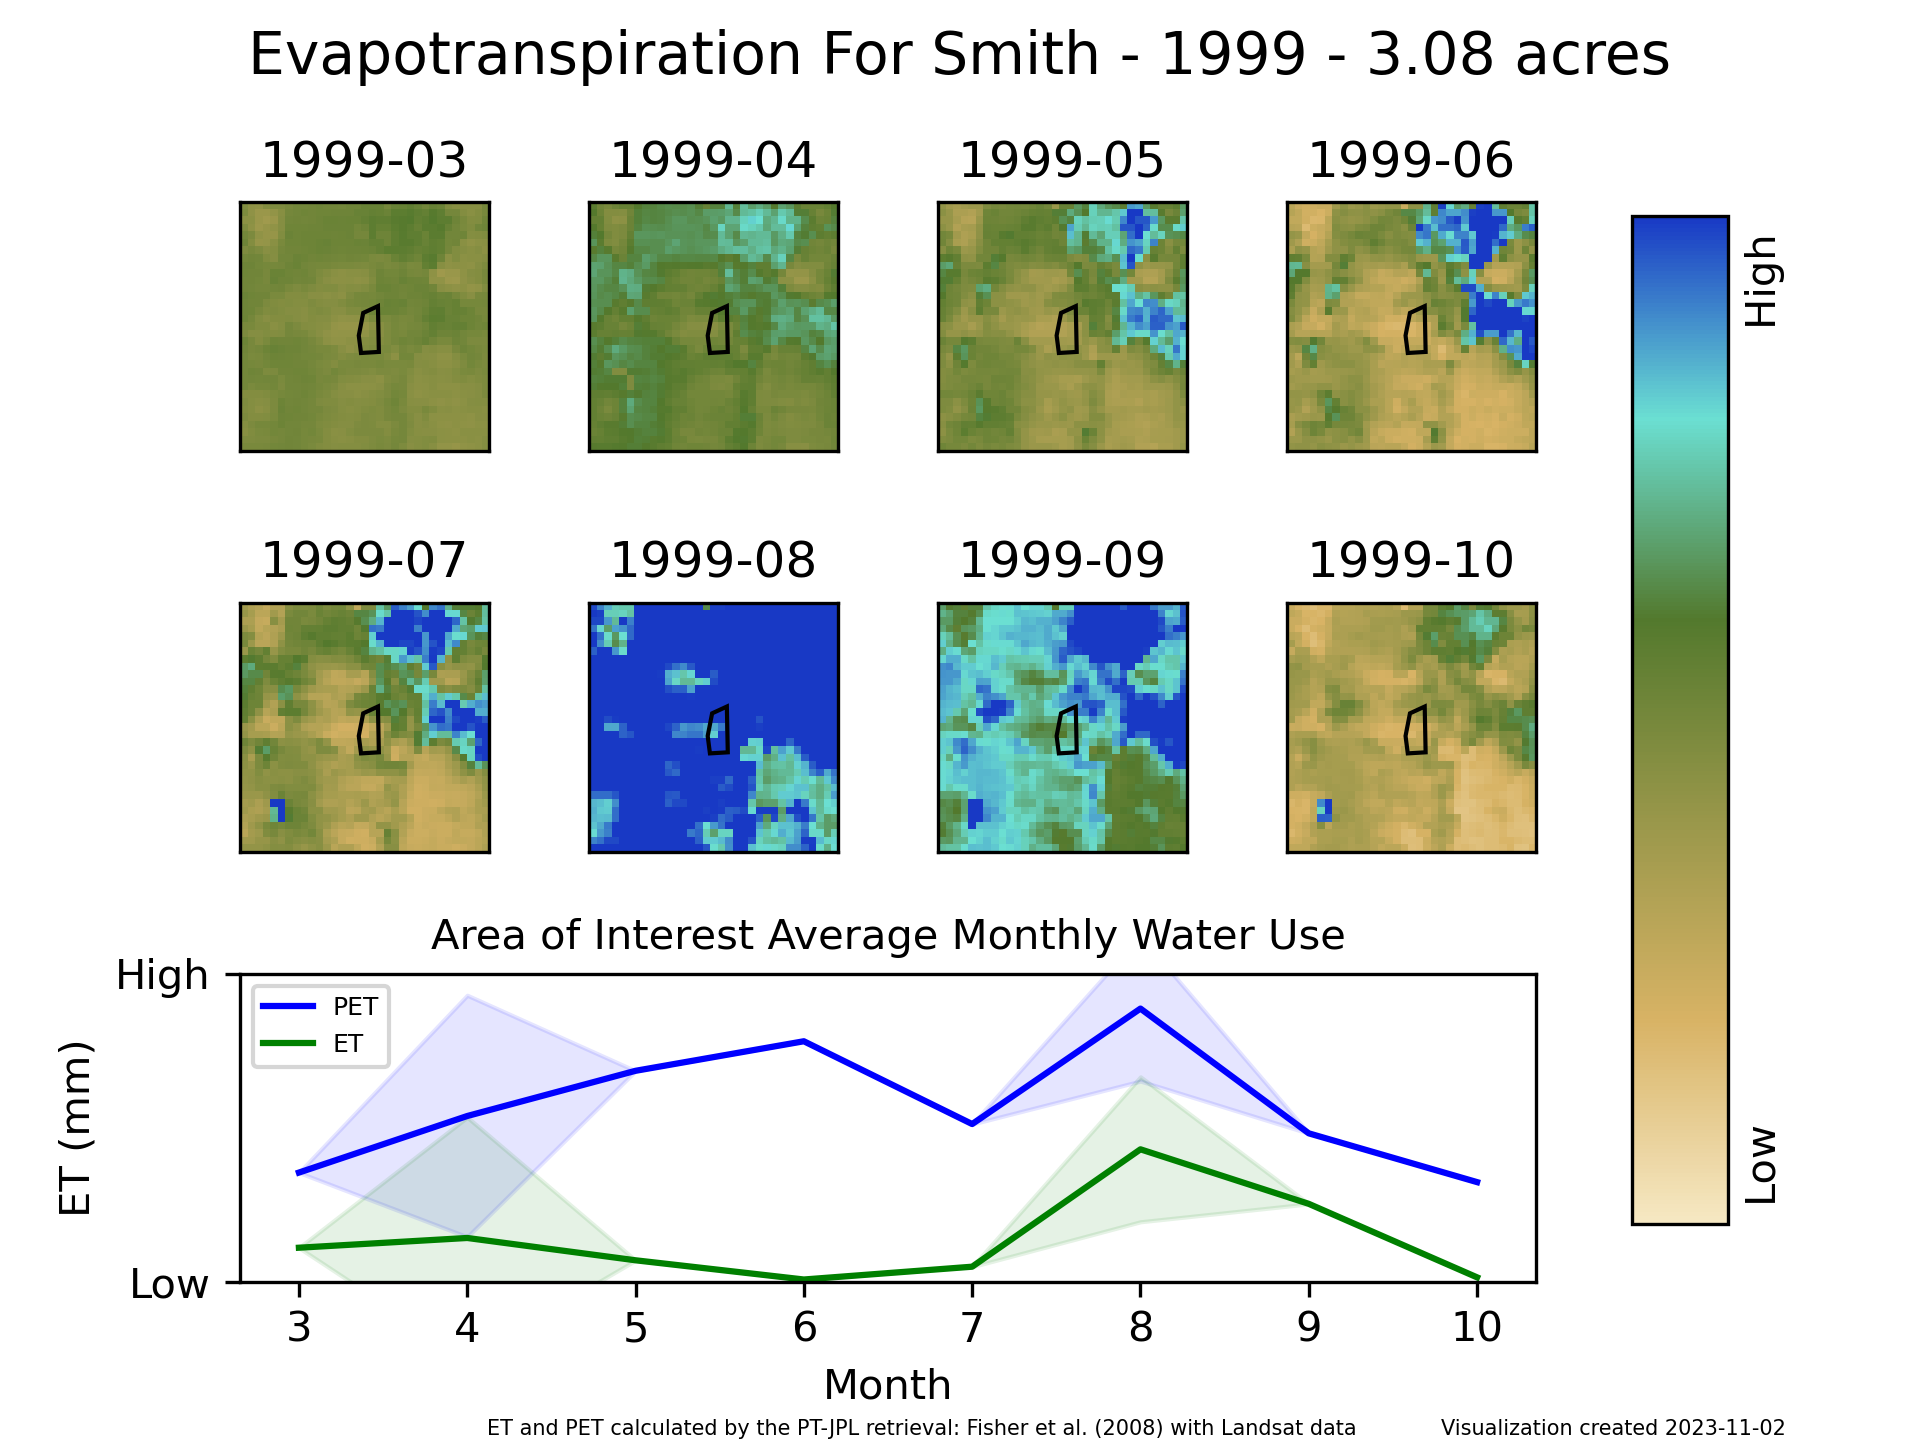 Evapotranspiration For Smith - 1999 - 3.08 acres
1999-03 1999-04 1999-05 1999-06
High
1999-07 1999-08 1999-09 1999-10
Low
Area of Interest Average Monthly Water Use
High
PET
ET
ET (mm)
Low
3 4 5 6 7 8 9 10
Month
ET and PET calculated by the PT-JPL retrieval: Fisher et al. (2008) with Landsat data Visualization created 2023-11-02